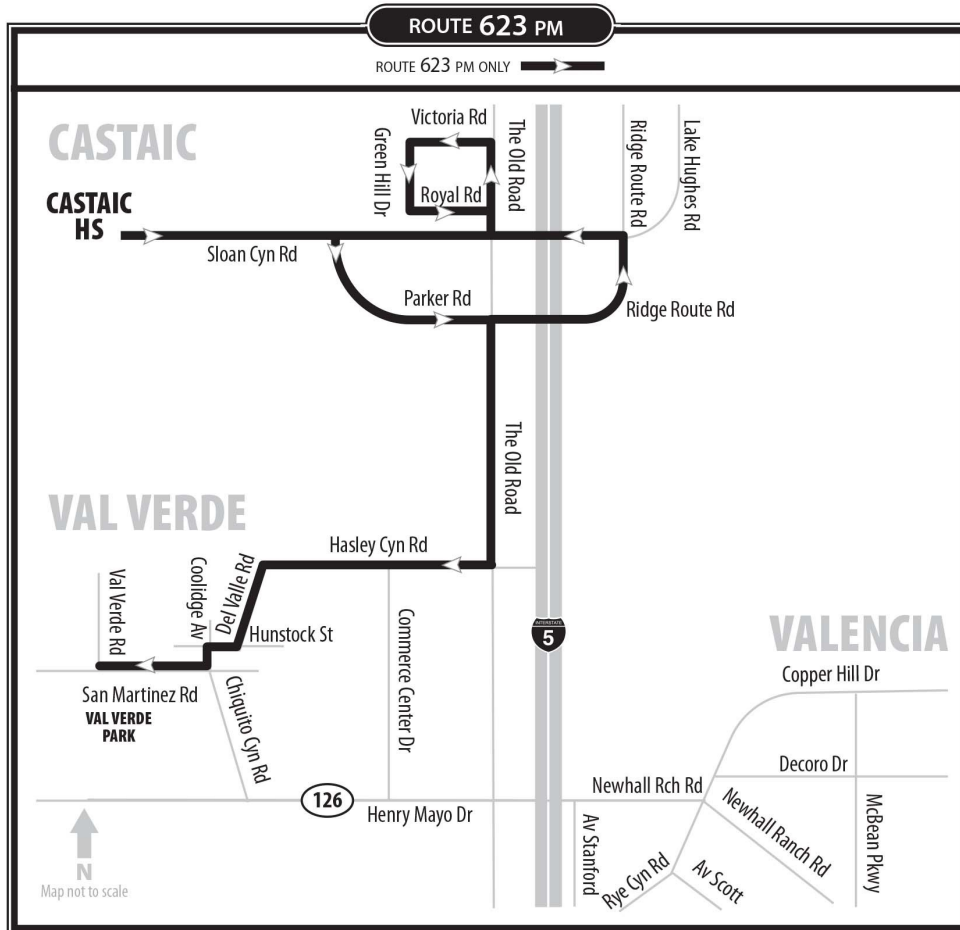 ROUTE 623 PM
ROUTE 623 PM ONLY
CASTAIC
Victoria Rd
Green Hill Dr
The Old Road
Ridge Route Rd
Lake Hughes Rd
Royal Rd
CASTAIC
HS
Sloan Cyn Rd
Parker Rd
Ridge Route Rd
The Old Road
VAL VERDE
Hasley Cyn Rd
Val Verde Rd
Coolidge Av
Del Valle Rd
Hunstock St
Commerce Center Dr
INTERSTATE
5
VALENCIA
San Martinez Rd
VAL VERDE
PARK
Chiquito Cyn Rd
Copper Hill Dr
Decoro Dr
Newhall Rch Rd
126
Henry Mayo Dr
Av Stanford
Newhall Ranch Rd
McBean Pkwy
Rye Cyn Rd
Av Scott
N
Map not to scale